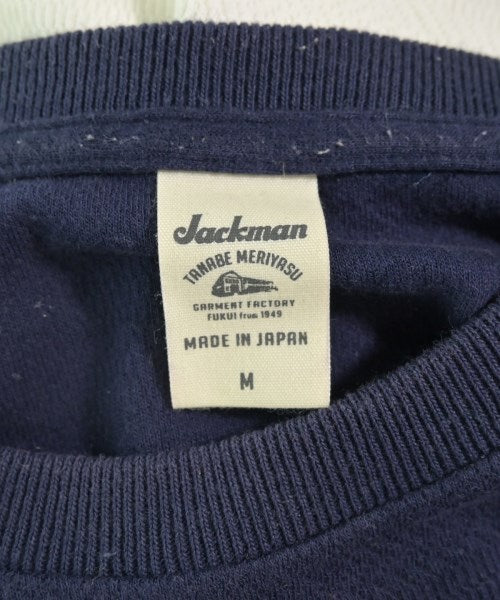 Jackman
TANABE MERIYASU
GARMENT FACTORY
FUKUI from 1949
MADE IN JAPAN
M